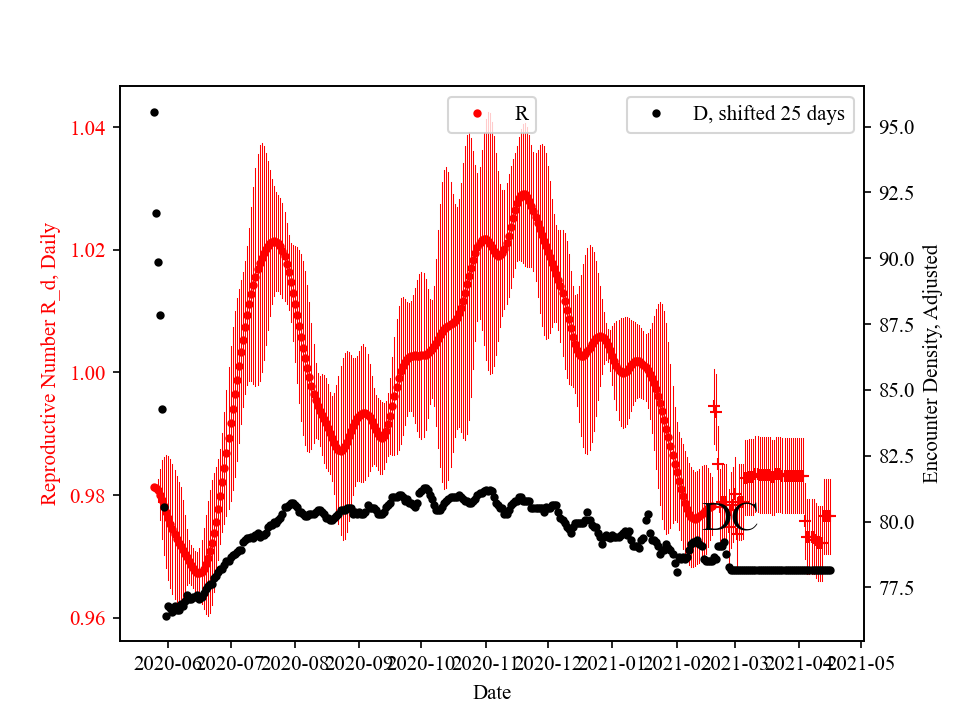 R
D, shifted 25 days
1.04
1.02
1.00
0.98
0.96
Reproductive Number R_d, Daily
95.0
92.5
90.0
87.5
85.0
82.5
80.0
77.5
Encounter Density, Adjusted
DC
2020-06 2020-07 2020-08 2020-09 2020-10 2020-11 2020-12 2021-01 2021-02 2021-03 2021-04 2021-05
Date